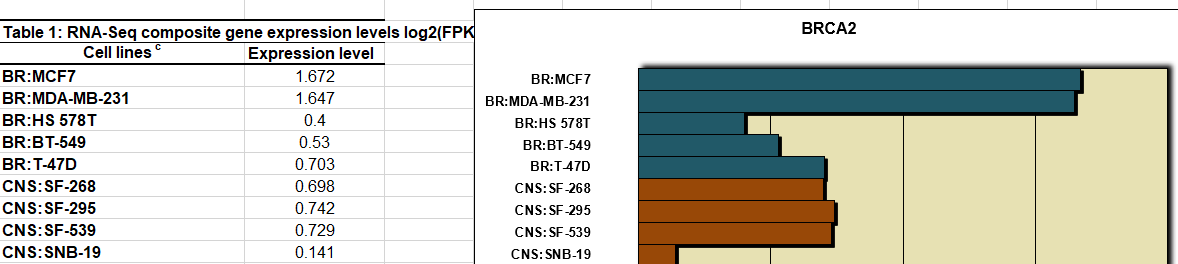 Table 1: RNA-Seq composite gene expression levels log2(FPK
Cell lines c Expression level
BR:MCF7 1.672
BR:MDA-MB-231 1.647
BR:HS 578T 0.4
BR:BT-549 0.53
BR:T-47D 0.703
CNS:SF-268 0.698
CNS:SF-295 0.742
CNS:SF-539 0.729
CNS:SNB-19 0.141
BRCA2
BR:MCF7
BR:MDA-MB-231
BR:HS 578T
BR:BT-549
BR:T-47D
CNS:SF-268
CNS:SF-295
CNS:SF-539
CNS:SNB-19